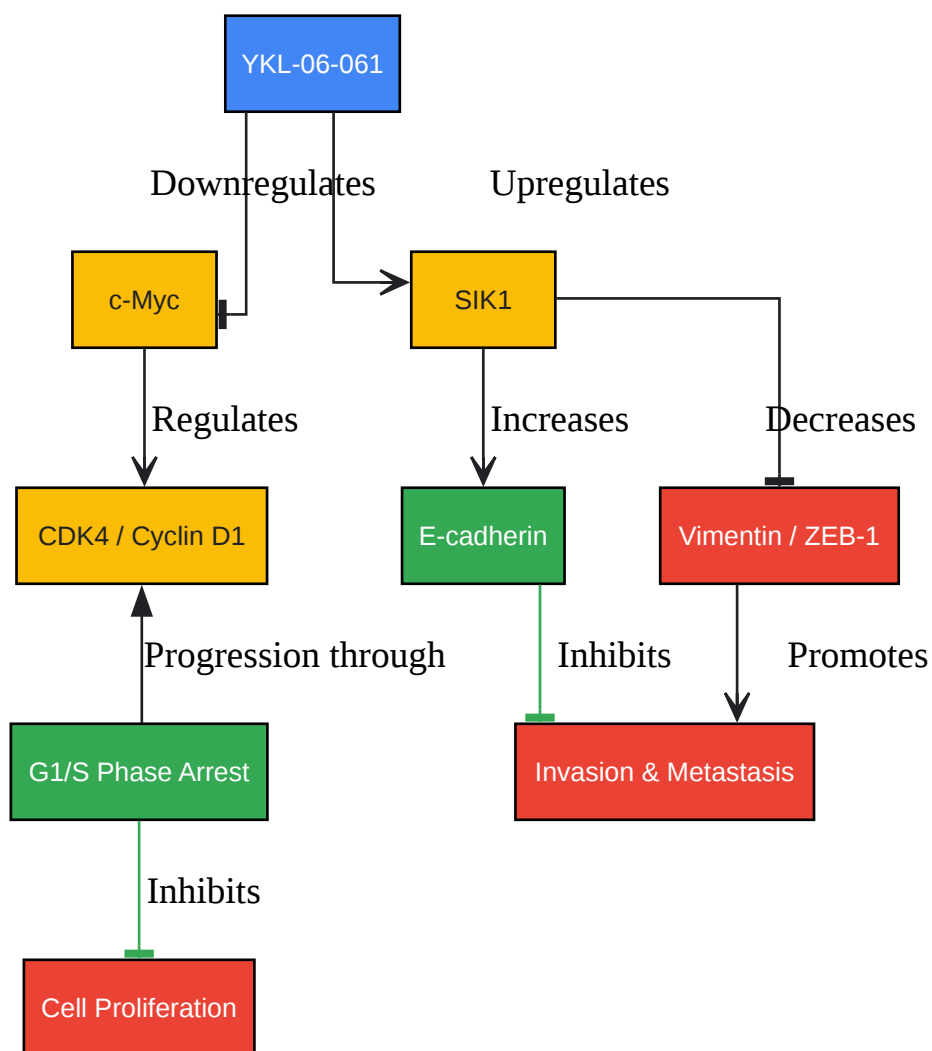 YKL-06-061
Downregulates
Upregulates
c-Myc
SIK1
Regulates
Increases
Decreases
CDK4 / Cyclin D1
E-cadherin
Vimentin / ZEB-1
Progression through
Inhibits
Promotes
G1/S Phase Arrest
Invasion & Metastasis
Inhibits
Cell Proliferation